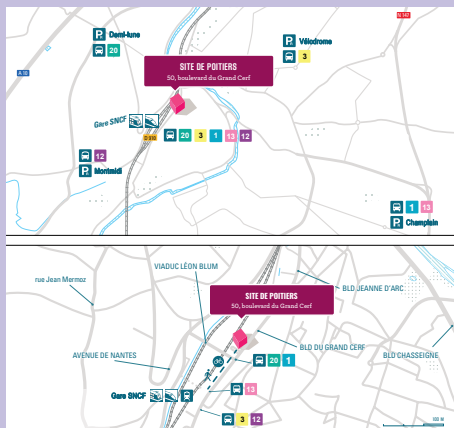 N 147
P Demi-lune
20
P Vélodrome
3
A 10
SITE DE POITIERS
50, boulevard du Grand Cerf
Gare SNCF
D 910
20 3 1 13 12
12
P Montmidi
1 13
P Champlain
VIADUC LÉON BLUM
rue Jean Mermoz
BLD JEANNE D'ARC
SITE DE POITIERS
50, boulevard du Grand Cerf
BLD DU GRAND CERF
AVENUE DE NANTES
BLD CHASSEIGNE
20 1
Gare SNCF
13
3 12
100 M